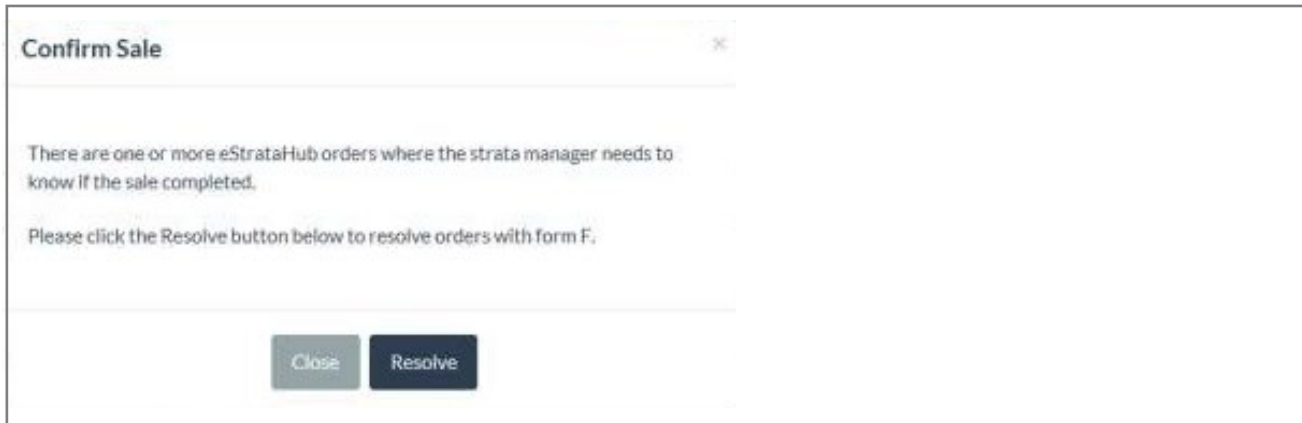 Confirm Sale
There are one or more eStrataHub orders where the strata manager needs to
know if the sale completed.
Please click the Resolve button below to resolve orders with form F.
Close
Resolve